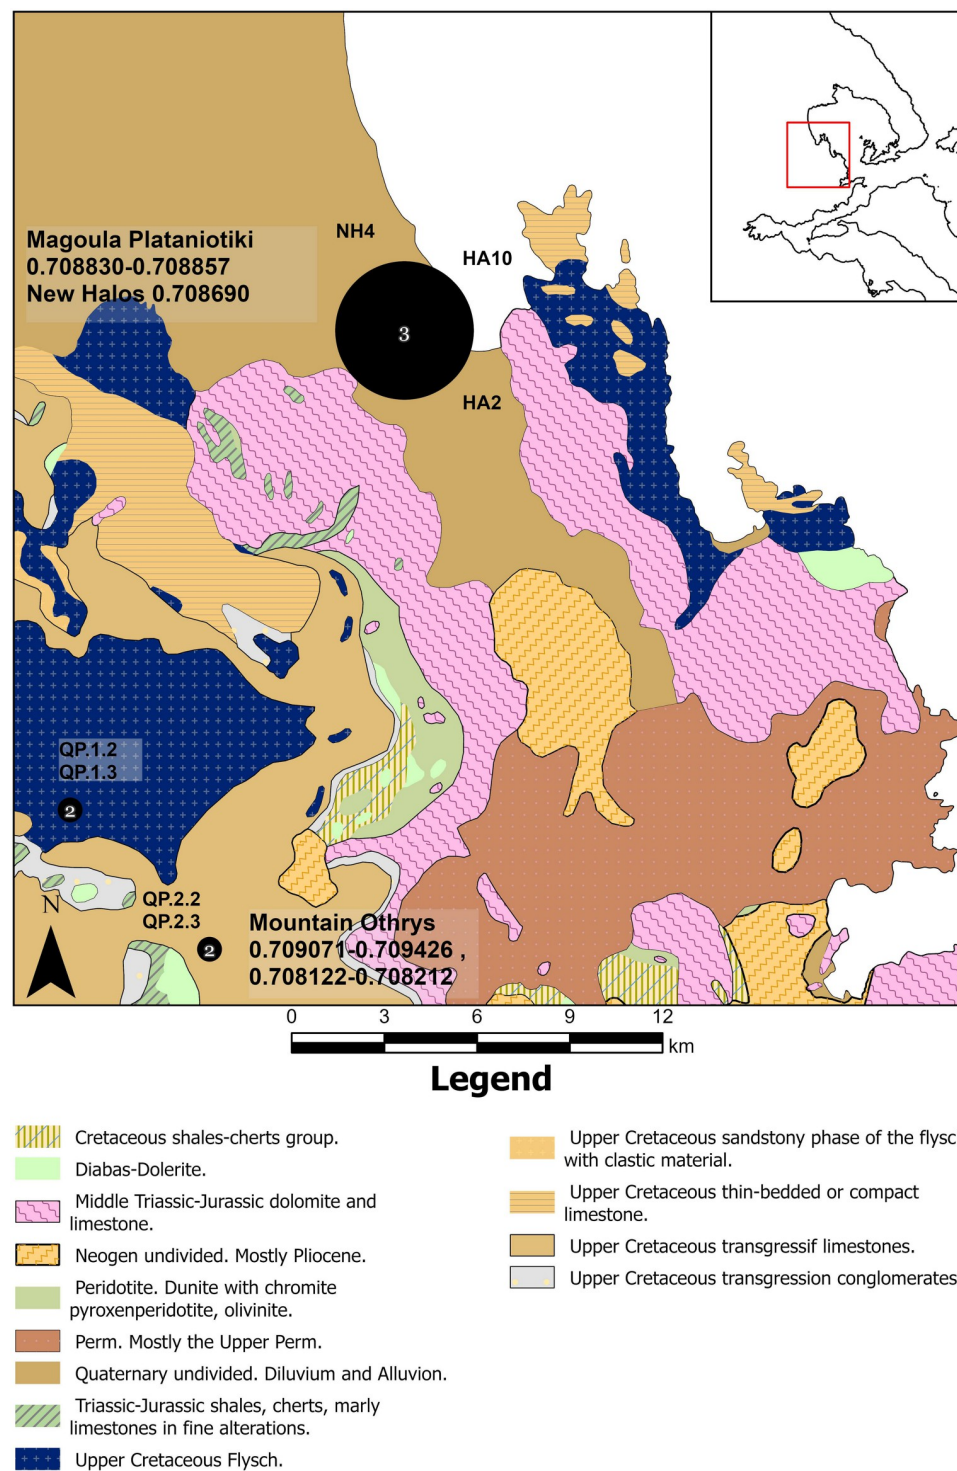 Magoula Plataniotiki
0.708830-0.708857
New Halos 0.708690
NH4
HA10
3
HA2
QP.1.2
QP.1.3
2
QP.2.2
QP.2.3
2
N
Mountain Othrys
0.709071-0.709426 ,
0.708122-0.708212
0 3 6 9 12
km
Legend
Cretaceous shales-cherts group.
Diabas-Dolerite.
Middle Triassic-Jurassic dolomite and
limestone.
Neogen undivided. Mostly Pliocene.
Peridotite. Dunite with chromite
pyroxenperidotite, olivinite.
Perm. Mostly the Upper Perm.
Quaternary undivided. Diluvium and Alluvion.
Triassic-Jurassic shales, cherts, marly
limestones in fine alterations.
Upper Cretaceous Flysch.
Upper Cretaceous sandstony phase of the flysc
with clastic material.
Upper Cretaceous thin-bedded or compact
limestone.
Upper Cretaceous transgressif limestones.
Upper Cretaceous transgression conglomerates